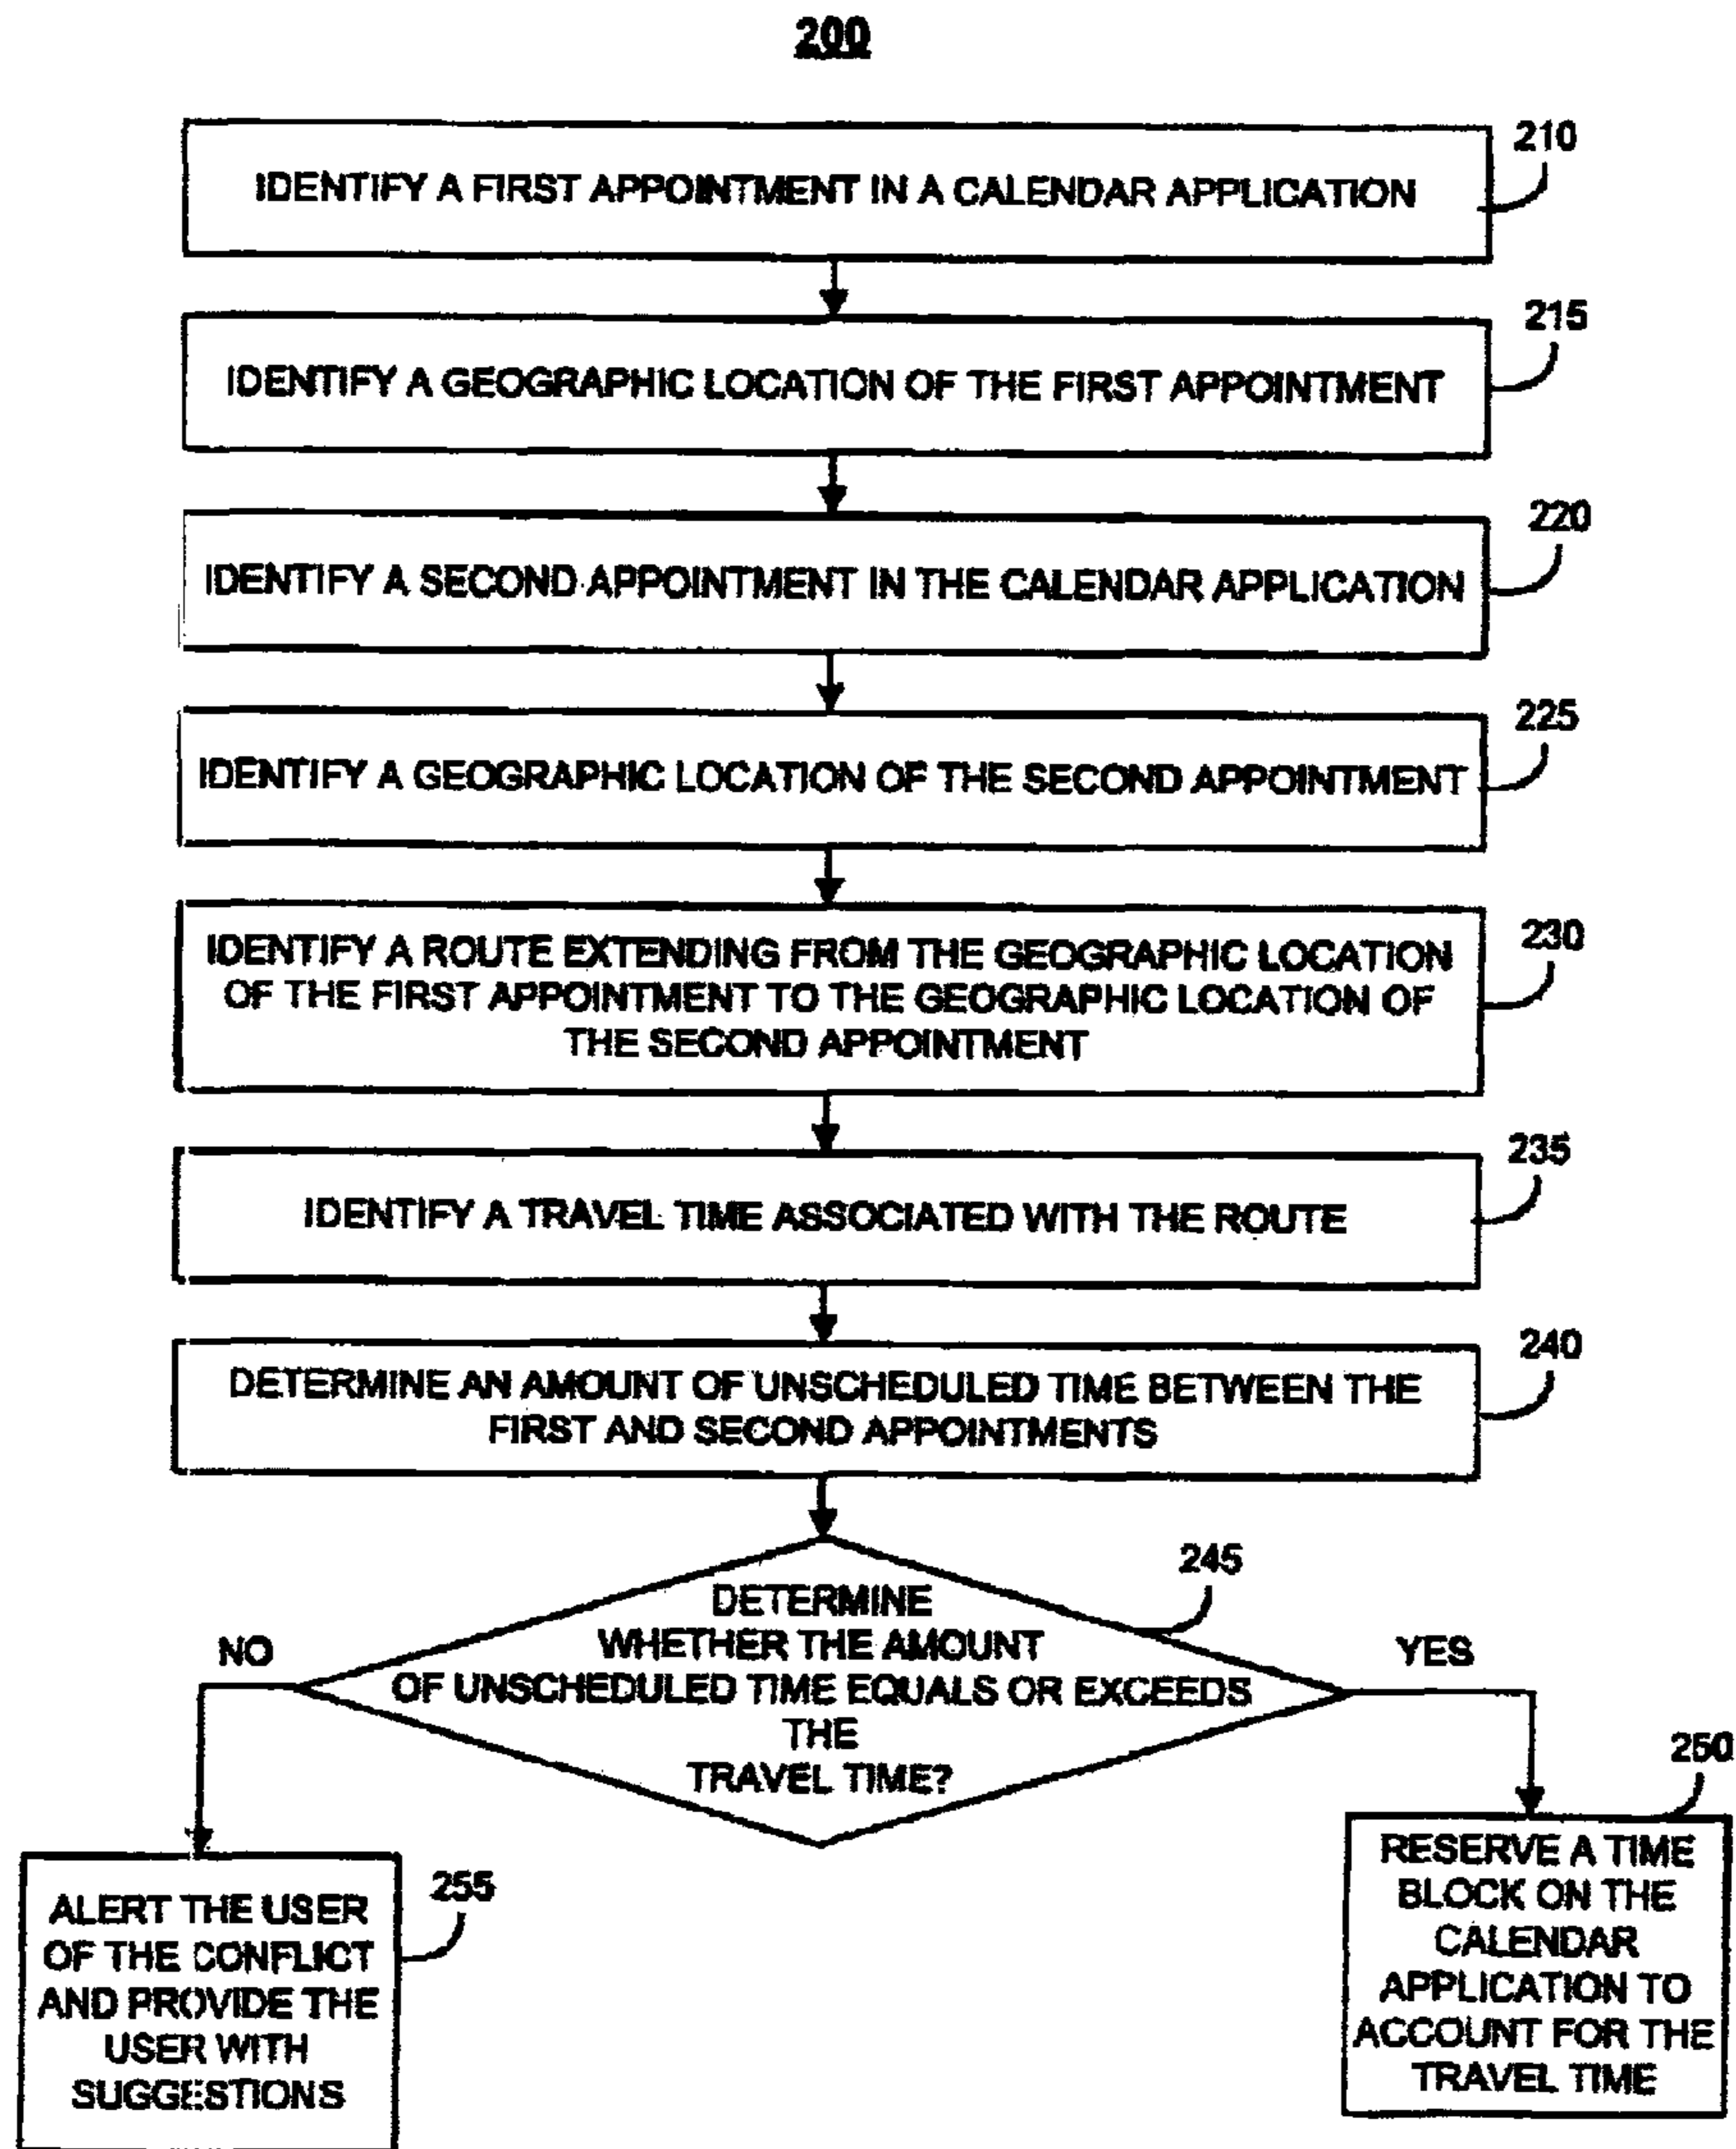 200
210
IDENTIFY A FIRST APPOINTMENT IN A CALENDAR APPLICATION
215
IDENTIFY A GEOGRAPHIC LOCATION OF THE FIRST APPOINTMENT
220
IDENTIFY A SECOND APPOINTMENT IN THE CALENDAR APPLICATION
225
IDENTIFY A GEOGRAPHIC LOCATION OF THE SECOND APPOINTMENT
230
IDENTIFY A ROUTE EXTENDING FROM THE GEOGRAPHIC LOCATION
OF THE FIRST APPOINTMENT TO THE GEOGRAPHIC LOCATION OF
THE SECOND APPOINTMENT
235
IDENTIFY A TRAVEL TIME ASSOCIATED WITH THE ROUTE
240
DETERMINE AN AMOUNT OF UNSCHEDULED TIME BETWEEN THE
FIRST AND SECOND APPOINTMENTS
245
DETERMINE
WHETHER THE AMOUNT
OF UNSCHEDULED TIME EQUALS OR EXCEEDS
THE
TRAVEL TIME?
NO
YES
255
ALERT THE USER
OF THE CONFLICT
AND PROVIDE THE
USER WITH
SUGGESTIONS
250
RESERVE A TIME
BLOCK ON THE
CALENDAR
APPLICATION TO
ACCOUNT FOR THE
TRAVEL TIME